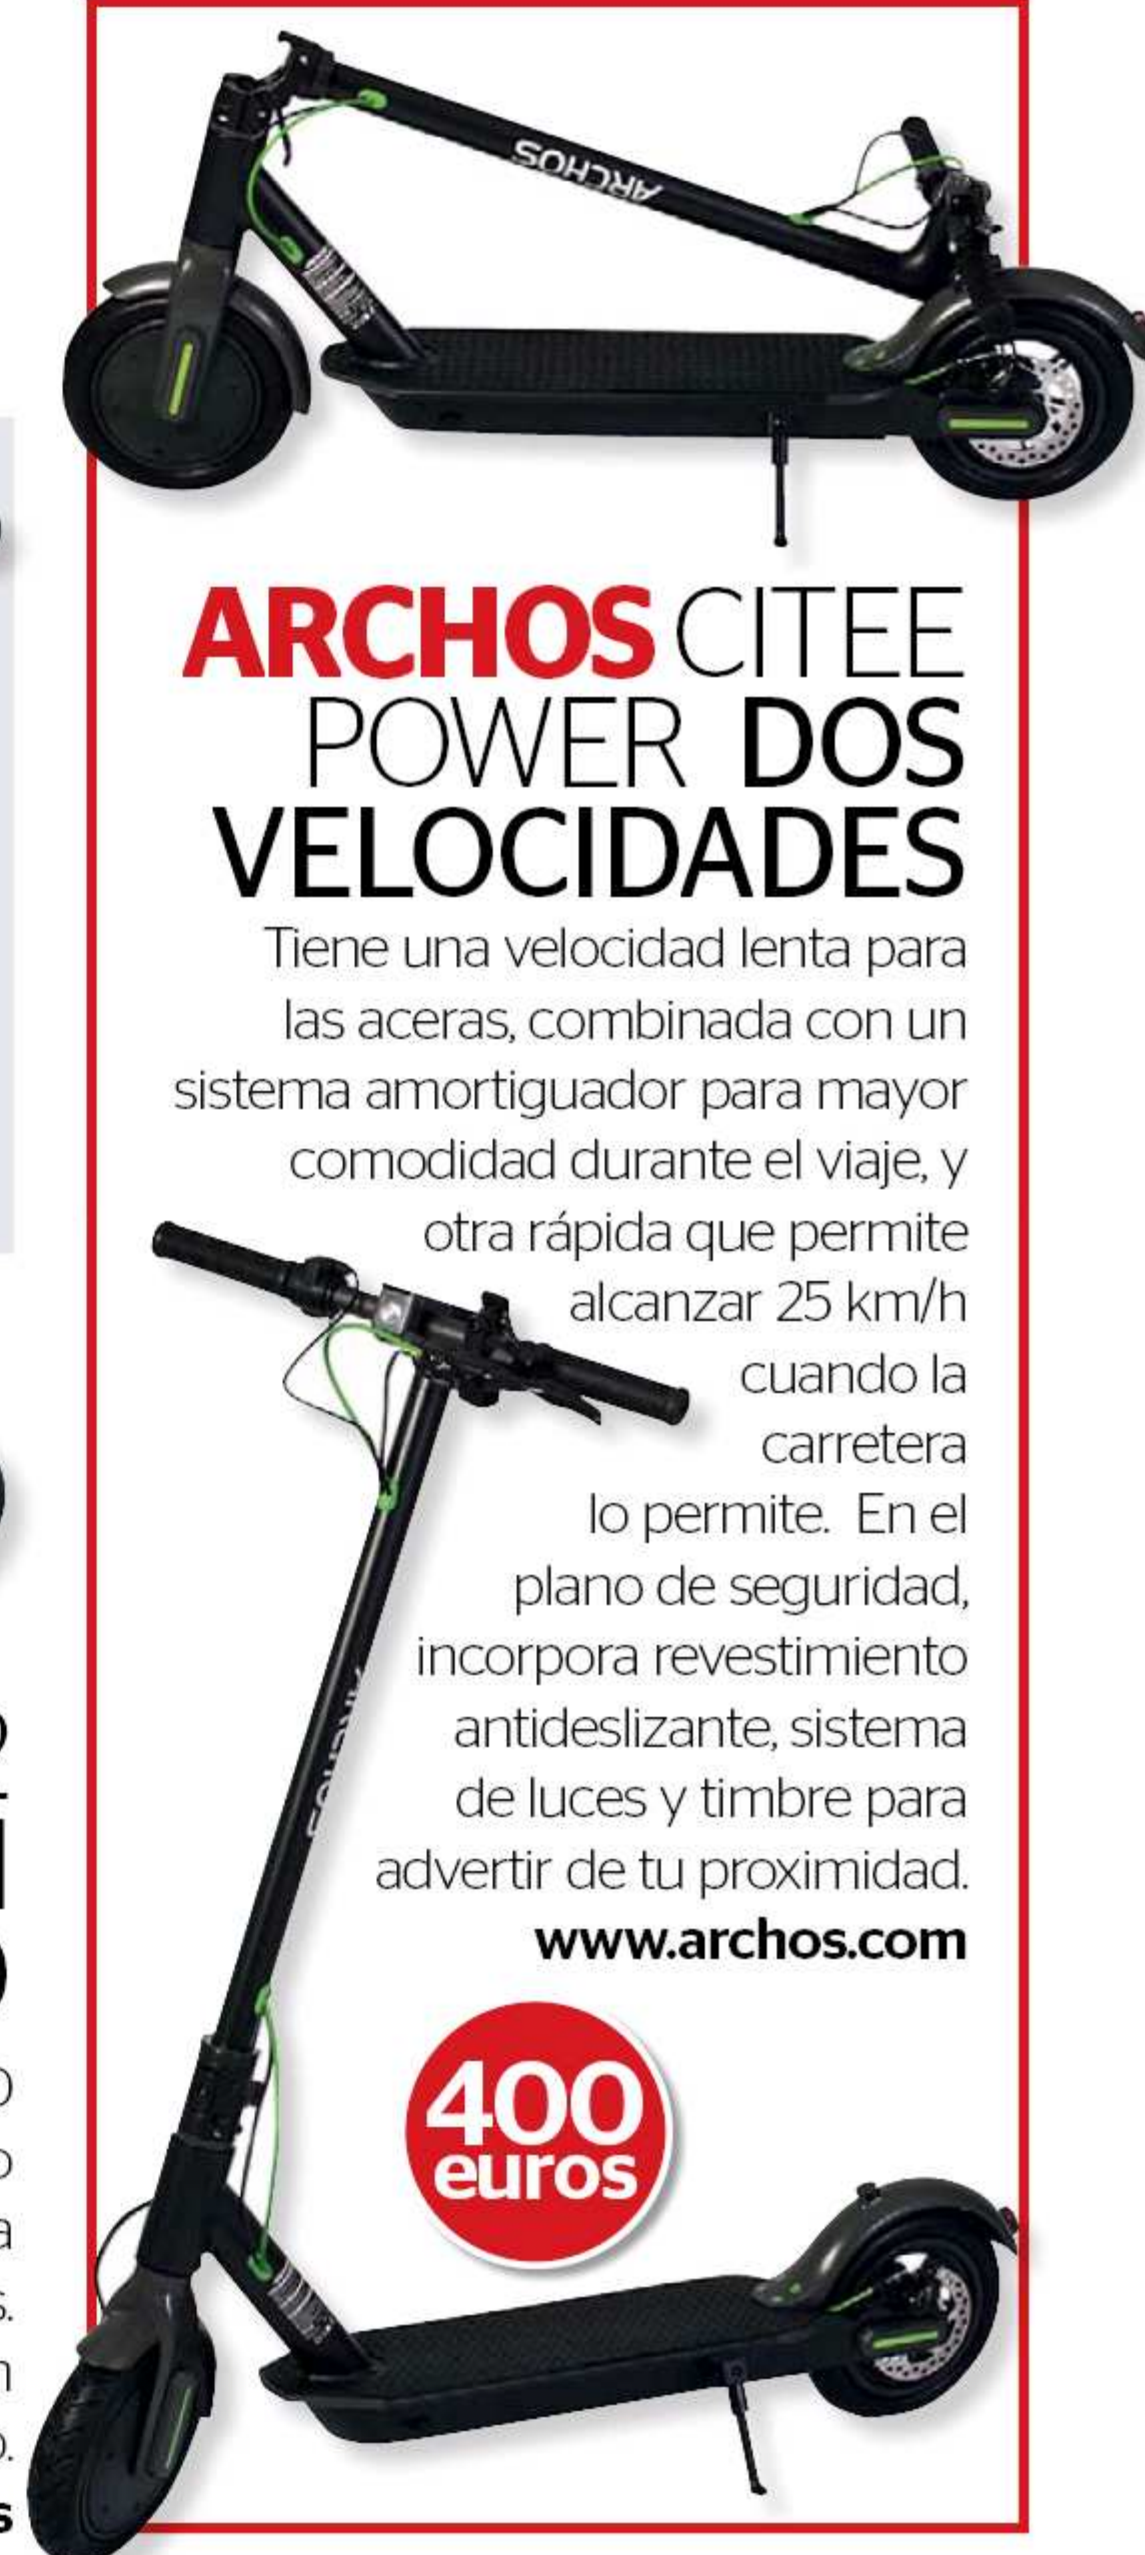 ARCHOS
ARCHOS CITEE
POWER DOS
VELOCIDADES
Tiene una velocidad lenta para
las aceras, combinada con un
sistema amortiguador para mayor
comodidad durante el viaje, y
otra rápida que permite
alcanzar 25 km/h
cuando la
carretera
lo permite. En el
plano de seguridad,
incorpora revestimiento
antideslizante, sistema
de luces y timbre para
advertir de tu proximidad.
www.archos.com
ARCHOS
400
euros